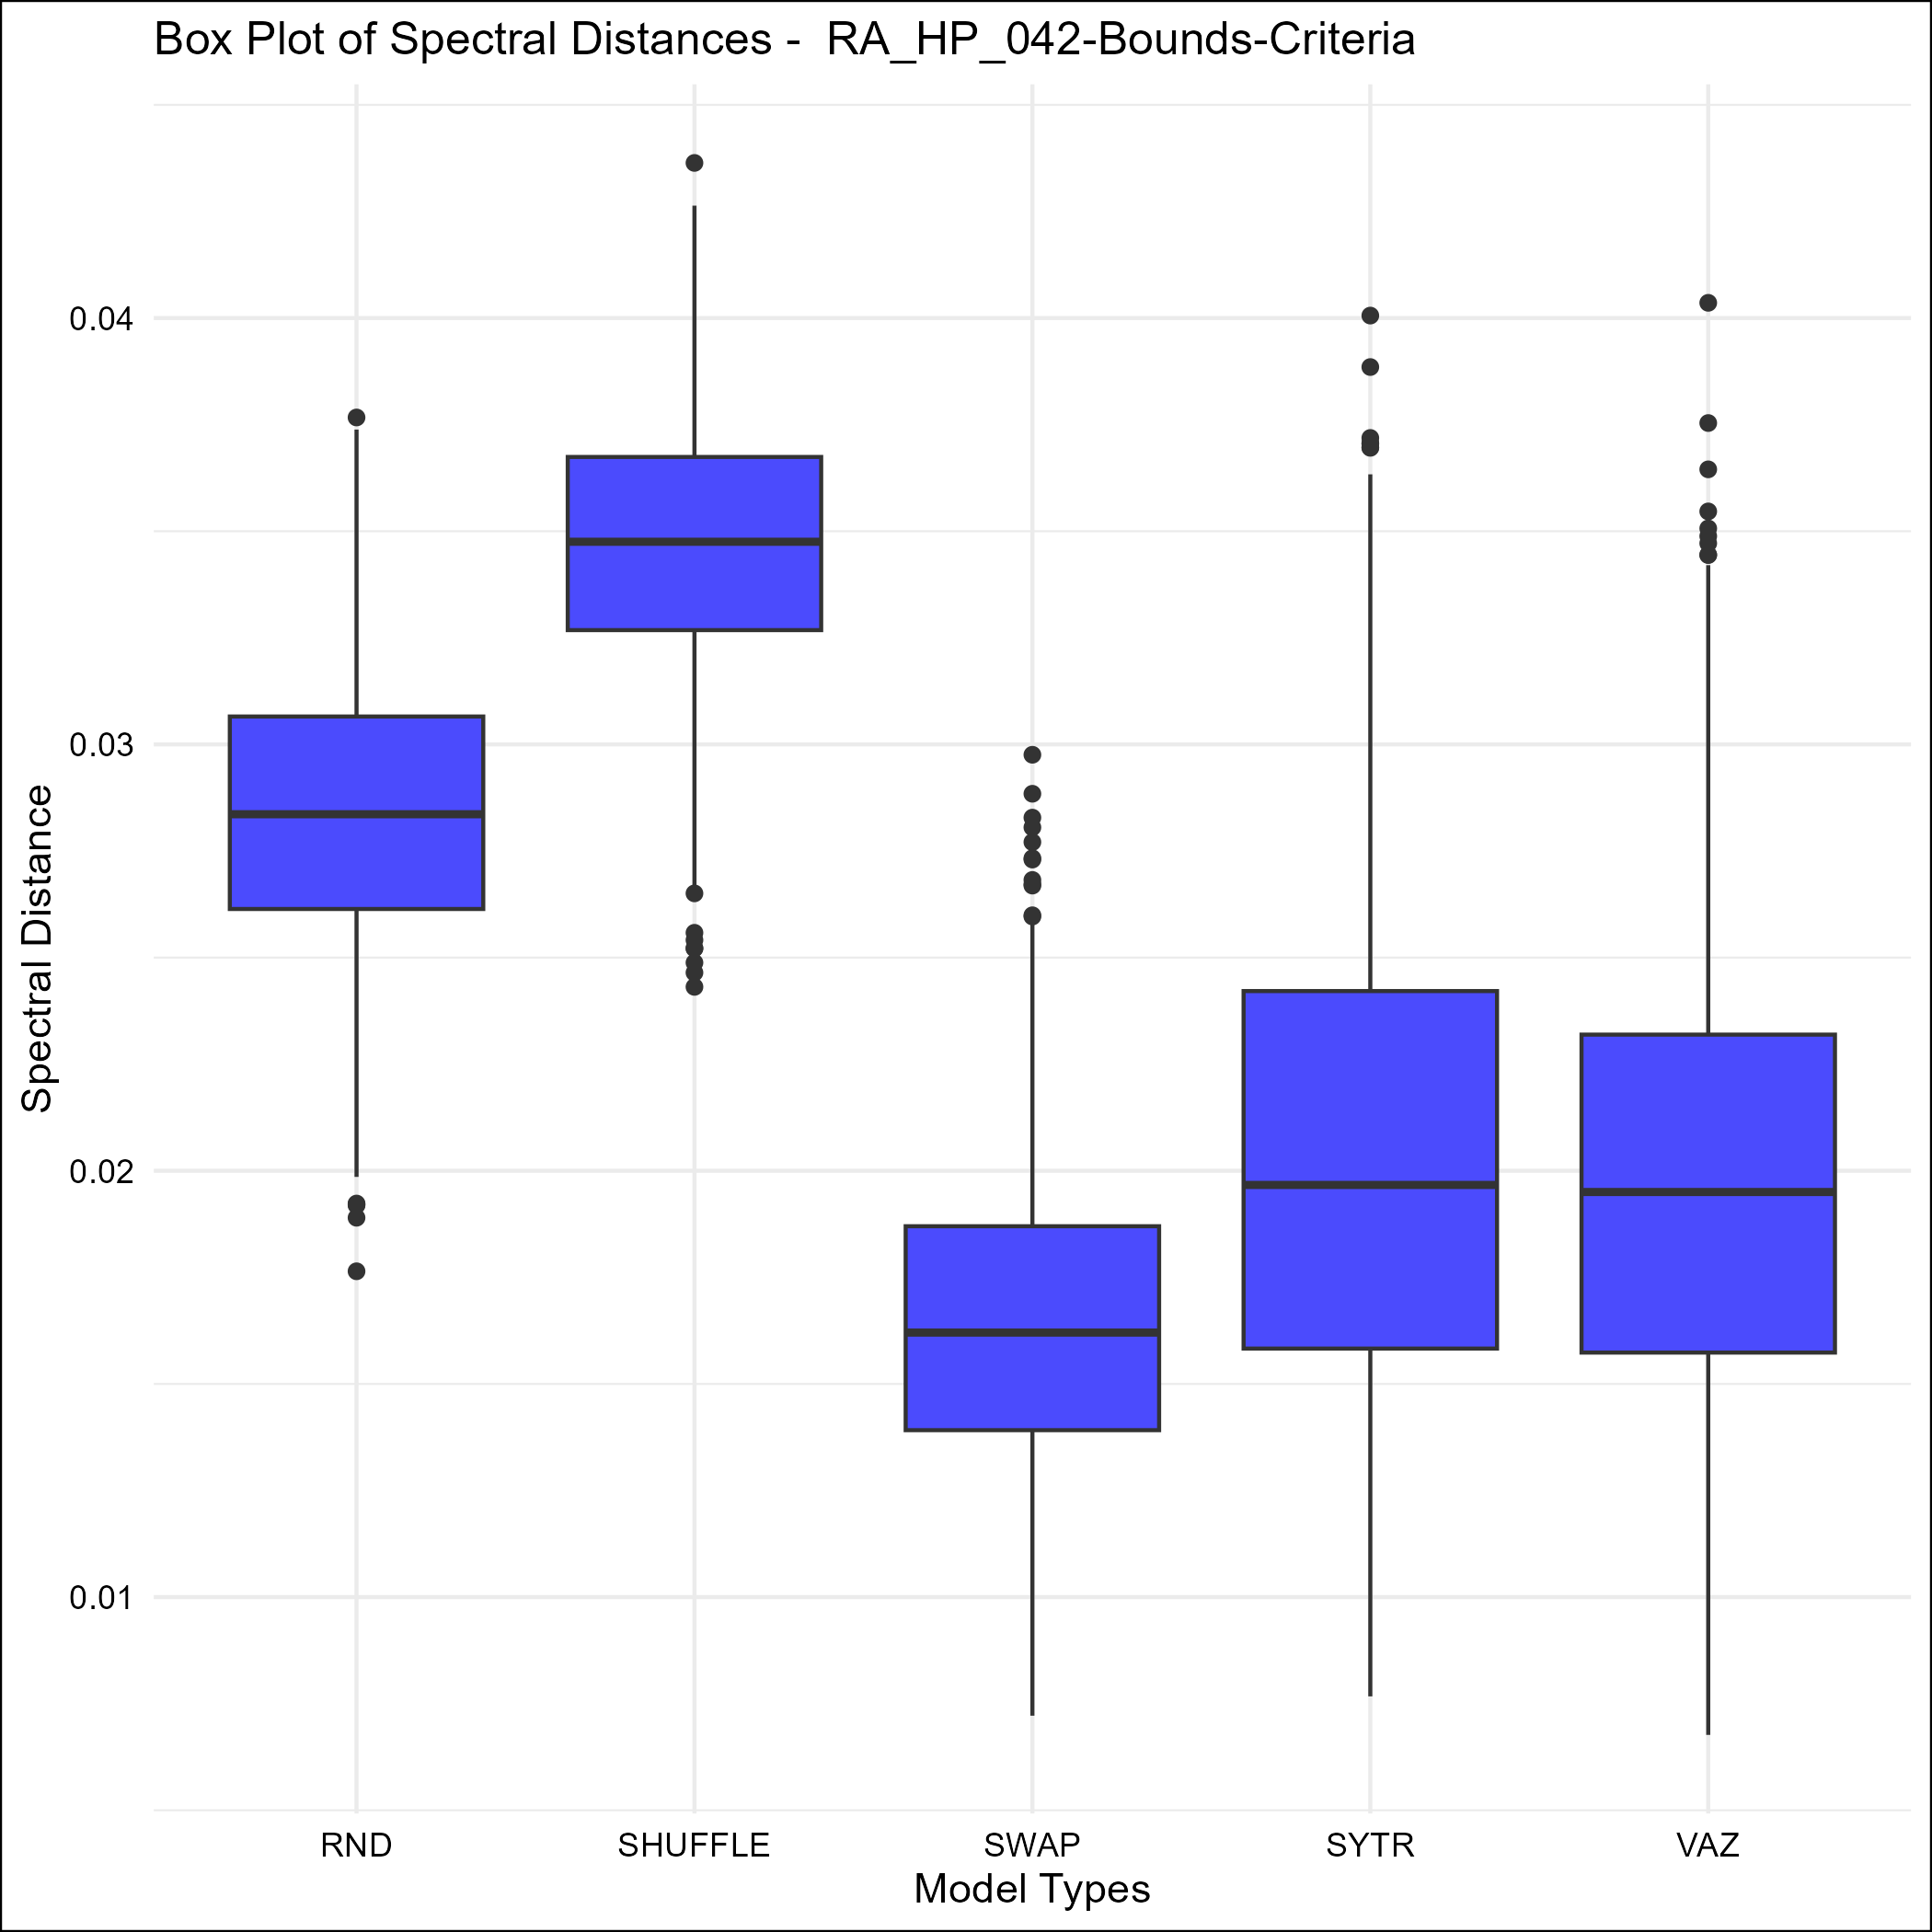 Box Plot of Spectral Distances -  RA_HP_042-Bounds-Criteria
Spectral Distance
0.04
0.03
0.02
0.01
RND SHUFFLE SWAP SYTR VAZ
Model Types